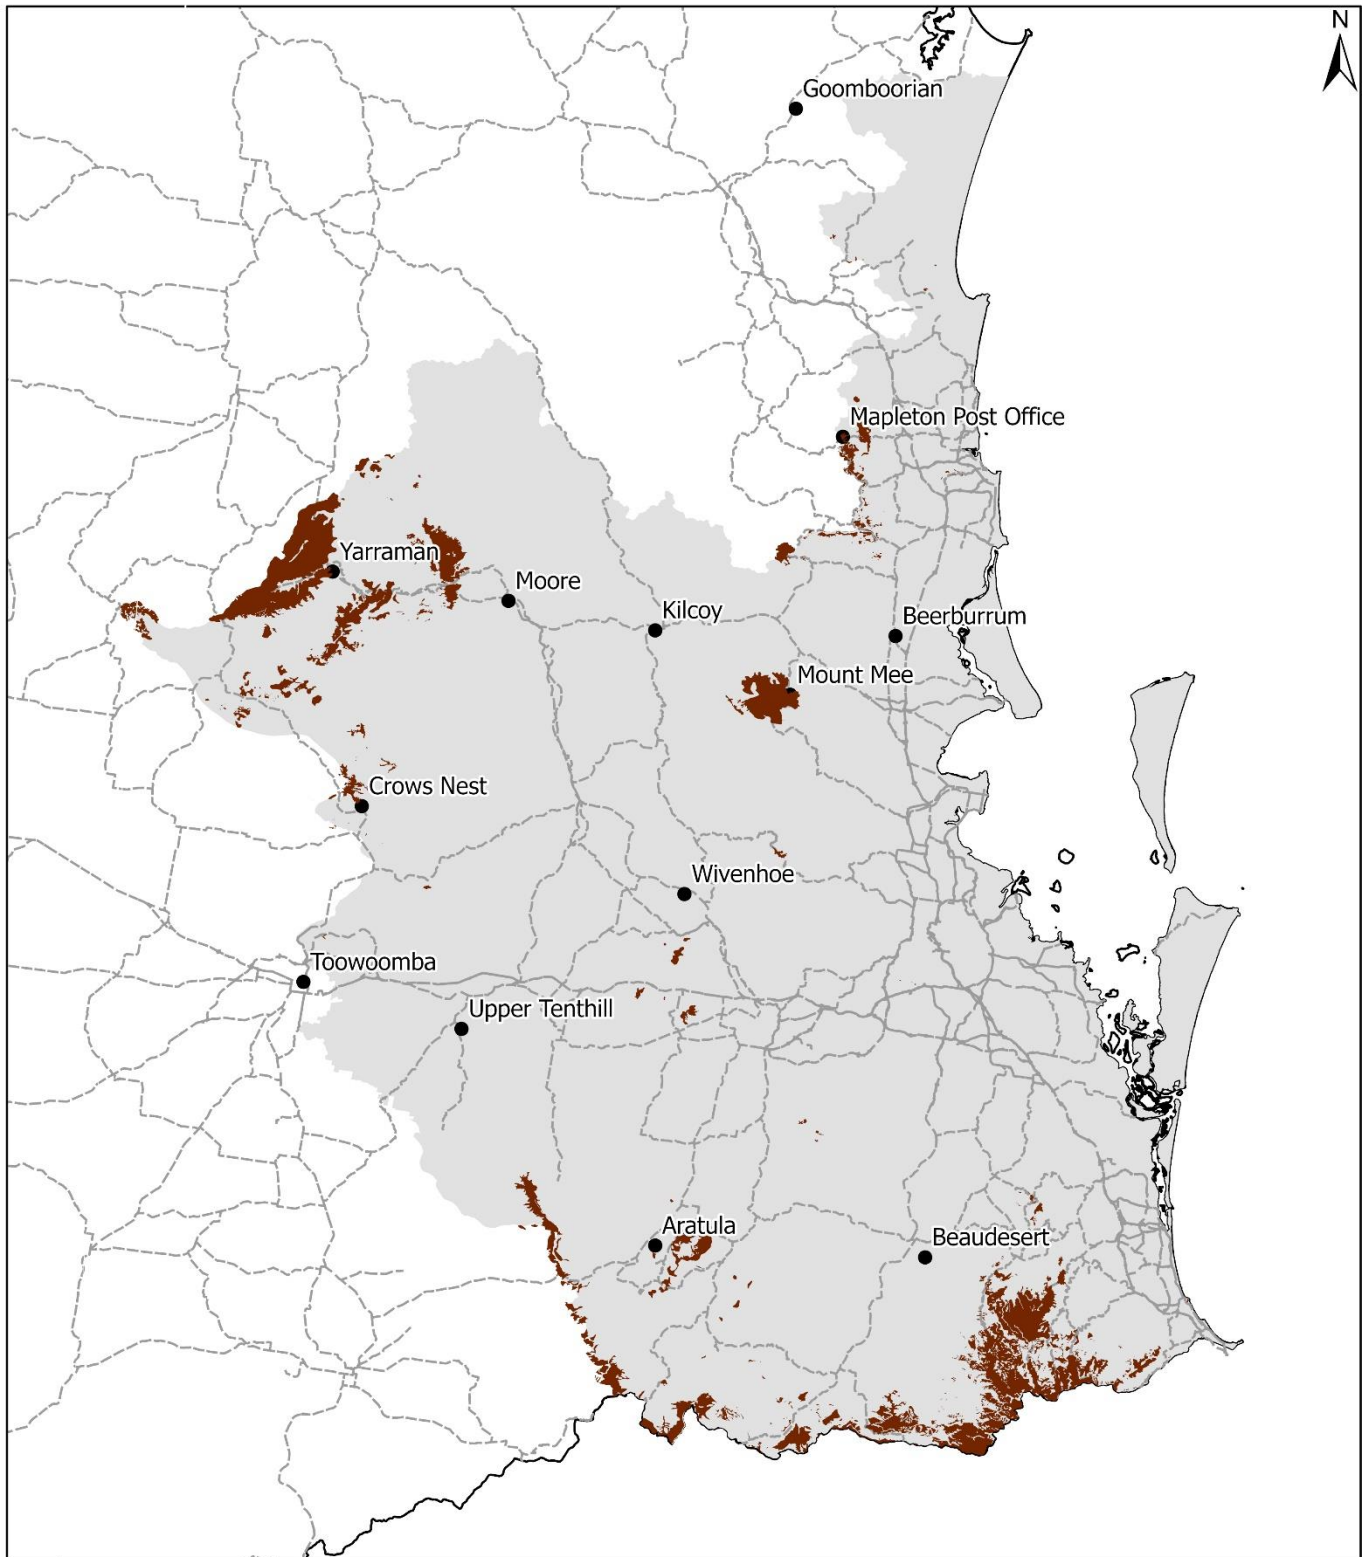 N
Goomboorian
Mapleton Post Office
Yarraman
Moore
Kilcoy
Beerburrum
Mount Mee
Crows Nest
Wivenhoe
Toowoomba
Upper Tenthill
Aratula
Beaudesert